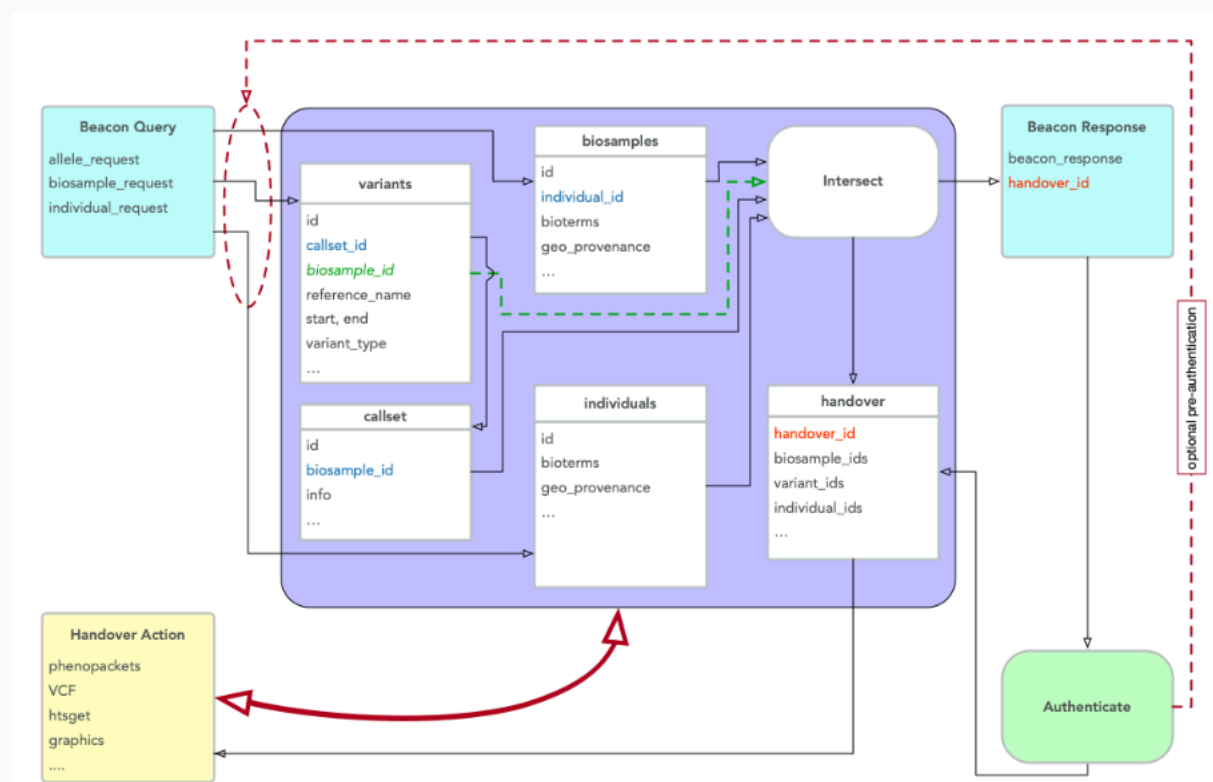 Beacon Query
allele_request
biosample_request
individual_request
variants
id
callset_id
biosample_id
reference_name
start, end
variant_type
...
callset
id
biosample_id
info
...
biosamples
id
individual_id
bioterms
geo_provenance
...
individuals
id
bioterms
geo_provenance
...
Intersect
handover
handover_id
biosample_ids
variant_ids
individual_ids
...
Beacon Response
beacon_response
handover_id
optional pre-authentication
Handover Action
phenopackets
VCF
htsget
graphics
....
Authenticate